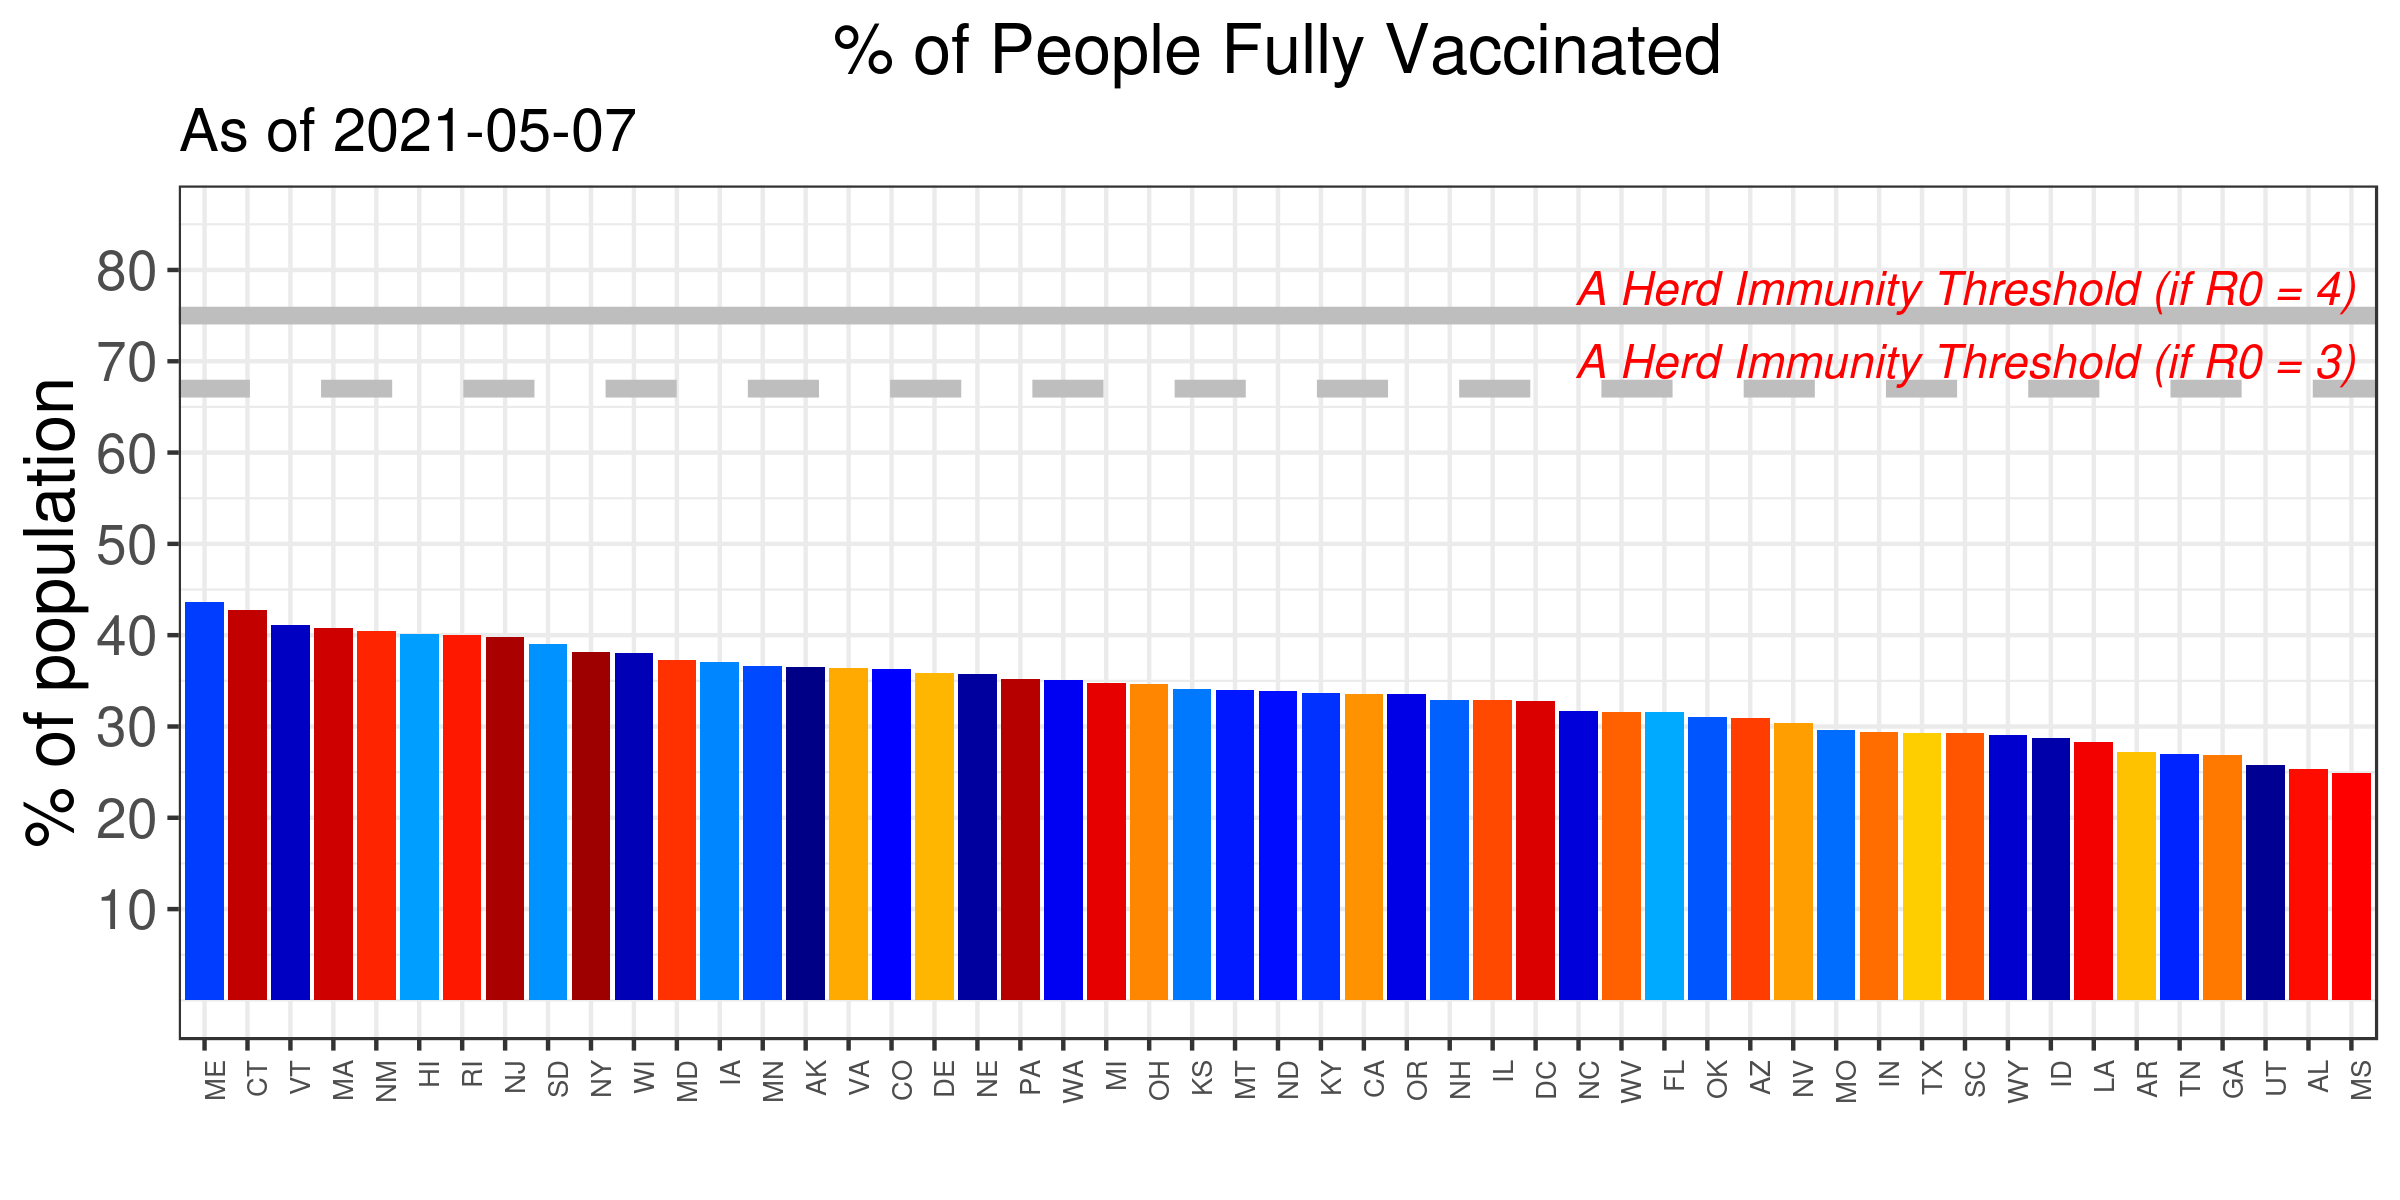 % of People Fully Vaccinated
As of 2021-05-07
% of population
80
70
60
50
40
30
20
10
A Herd Immunity Threshold (if R0 = 4)
A Herd Immunity Threshold (if R0 = 3)
ME CT VT MA NM HI RI NJ SD NY WI MD IA MN AK VA CO DE NE PA WA MI OH KS MT ND KY CA OR NH IL DC NC WV FL OK AZ NV MO IN TX SC WY ID LA AR TN GA UT AL MS